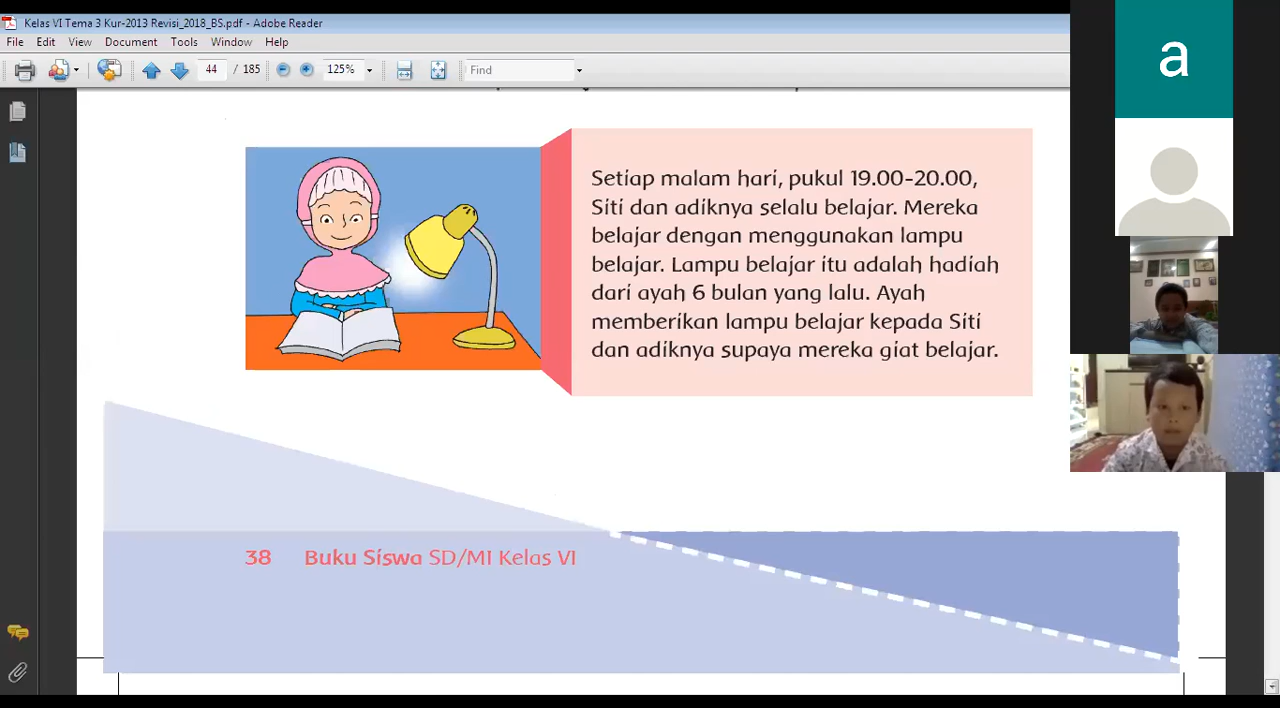 Kelas VI Tema 3 Kur-2013 Revisi_2018_BS.pdf - Adobe Reader
File Edit View Document Tools Window Help
44 / 185 125% Find
a
Setiap malam hari, pukul 19.00-20.00,
Siti dan adiknya selalu belajar. Mereka
belajar dengan menggunakan lampu
belajar. Lampu belajar itu adalah hadiah
dari ayah 6 bulan yang lalu. Ayah
memberikan lampu belajar kepada Siti
dan adiknya supaya mereka giat belajar.
38 Buku Siswa SD/MI Kelas VI